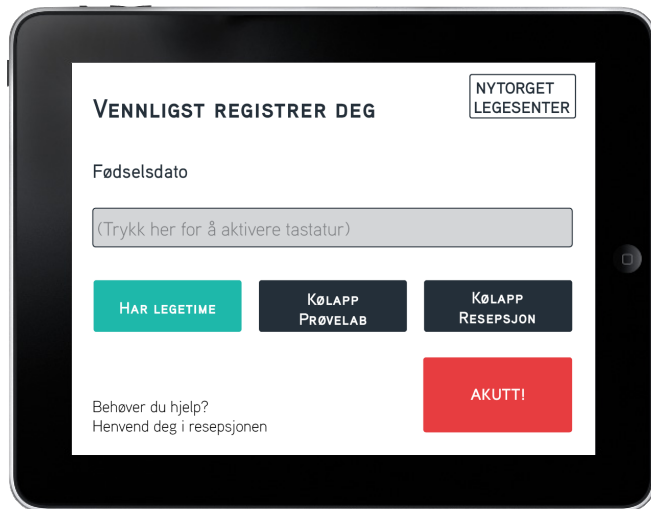 VENNLIGST REGISTRER DEG
NYTORGET
LEGESENTER
Fødselsdato
(Trykk her for å aktivere tastatur)
HAR LEGETIME
KØLAPP
PRØVELAB
KØLAPP
RESEPSJON
AKUTT!
Behøver du hjelp?
Henvend deg i resepsjonen